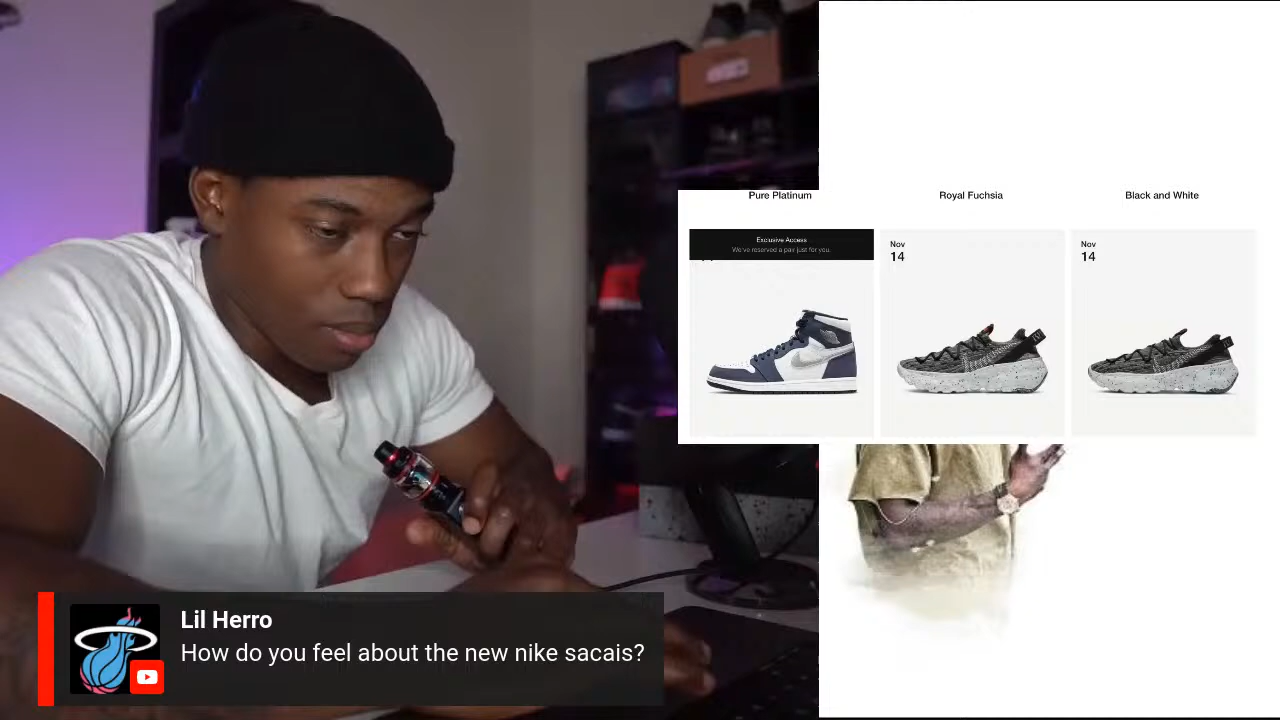 Pure Platinum
Royal Fuchsia
Black and White
Exclusive Access
We've reserved a pair just for you.
Nov
14
Nov
14
Lil Herro
How do you feel about the new nike sacais?